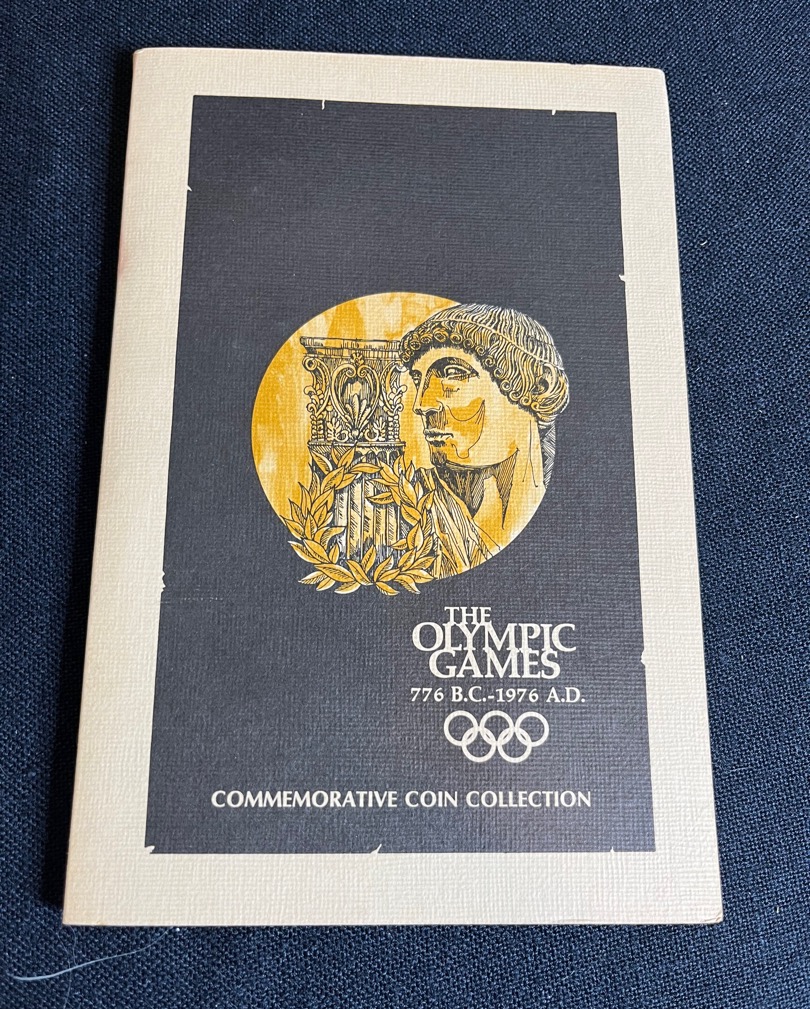 THE
OLYMPIC
GAMES
776 B.C.-1976 A.D.
COMMEMORATIVE COIN COLLECTION